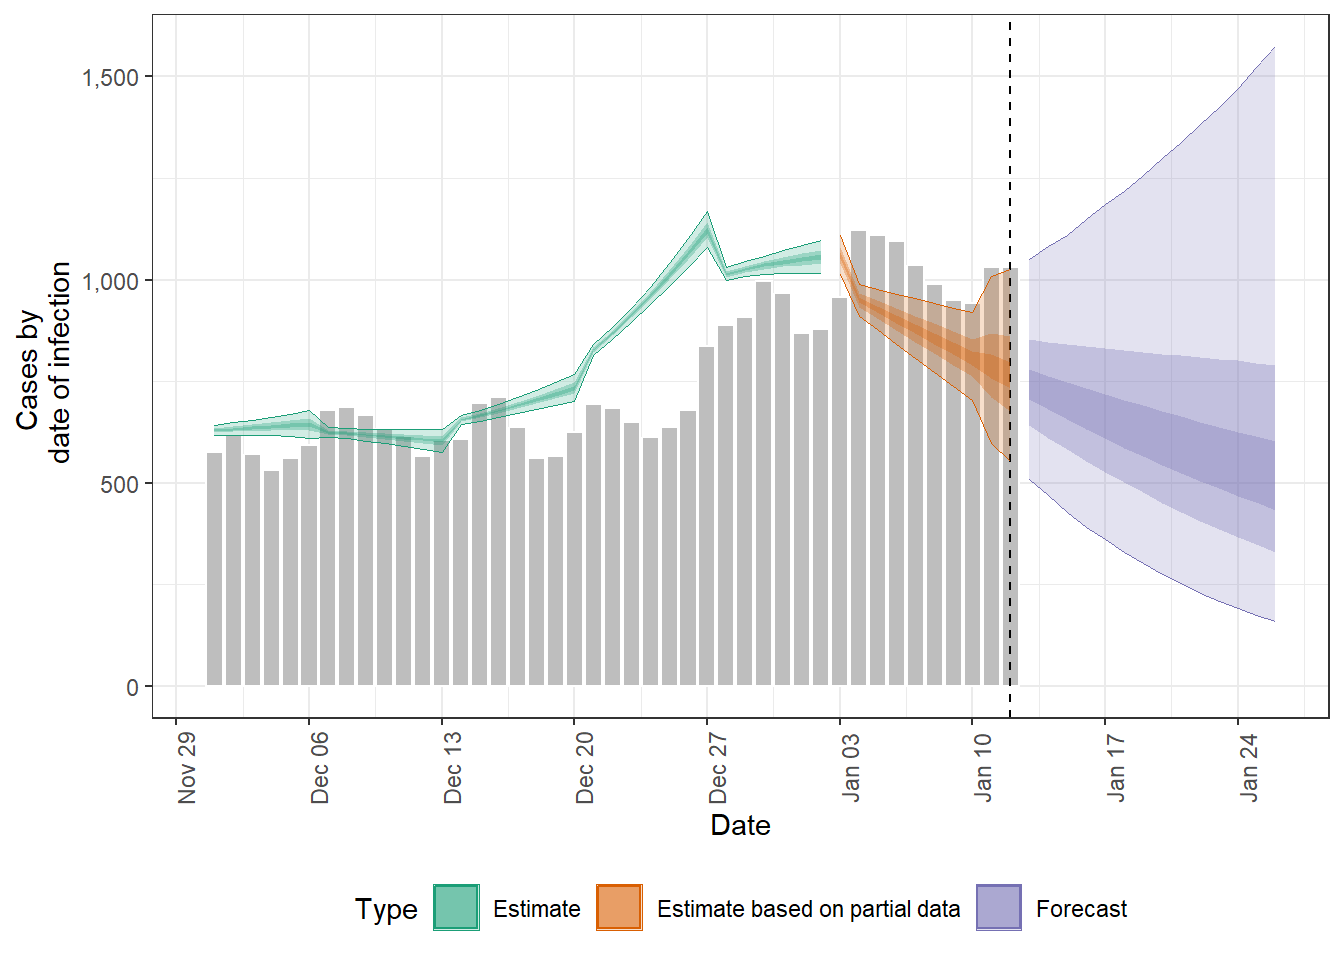 1,500
1,000
500
0
Cases by
date of infection
Nov 29
Dec 06
Dec 13
Dec 20
Dec 27
Jan 03
Jan 10
Jan 17
Jan 24
Date
Type
Estimate
Estimate based on partial data
Forecast